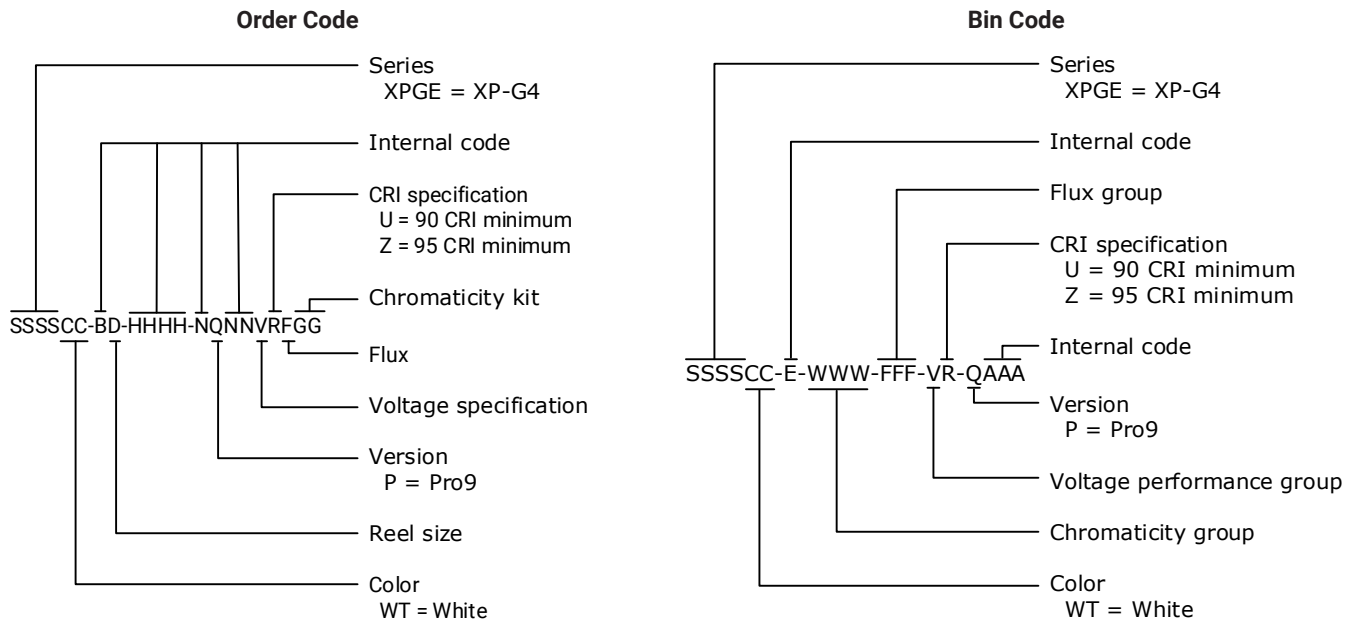 Order Code
Series
XPGE = XP-G4
Internal code
CRI specification
U = 90 CRI minimum
Z = 95 CRI minimum
Chromaticity kit
SSSSCC-BD-HHHH-NQNNVRFGG
Flux
Voltage specification
Version
P = Pro9
Reel size
Color
WT = White
Bin Code
Series
XPGE = XP-G4
Internal code
Flux group
CRI specification
U = 90 CRI minimum
Z = 95 CRI minimum
Internal code
SSSSCC-E-WWW-FFF-VR-QAAA
Version
P = Pro9
Voltage performance group
Chromaticity group
Color
WT = White